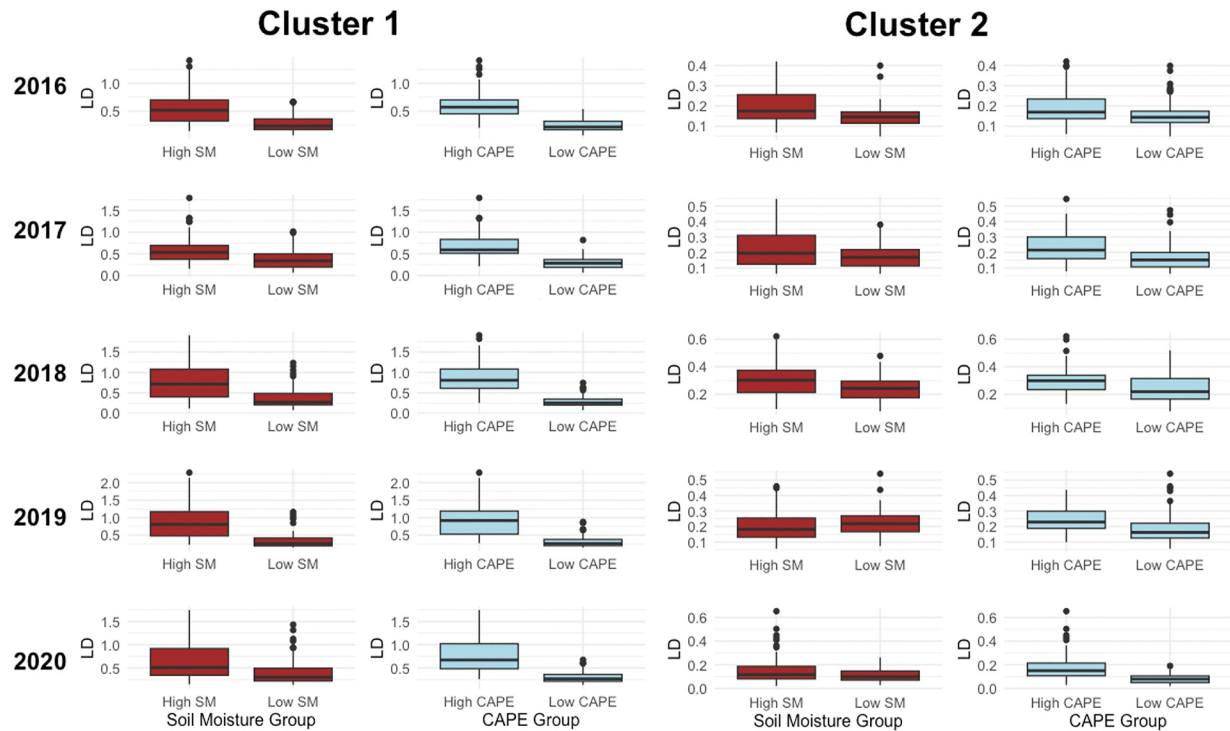 Cluster 1 Cluster 2
2016
LD 1.0 0.5 High SM Low SM
LD 1.0 0.5 High CAPE Low CAPE
LD 0.4 0.3 0.2 0.1 High SM Low SM
LD 0.4 0.3 0.2 0.1 High CAPE Low CAPE
2017
LD 1.5 1.0 0.5 0.0 High SM Low SM
LD 1.5 1.0 0.5 0.0 High CAPE Low CAPE
LD 0.5 0.4 0.3 0.2 0.1 High SM Low SM
LD 0.5 0.4 0.3 0.2 0.1 High CAPE Low CAPE
2018
LD 1.5 1.0 0.5 0.0 High SM Low SM
LD 1.5 1.0 0.5 0.0 High CAPE Low CAPE
LD 0.6 0.4 0.2 High SM Low SM
LD 0.6 0.4 0.2 High CAPE Low CAPE
2019
LD 2.0 1.5 1.0 0.5 High SM Low SM
LD 2.0 1.5 1.0 0.5 High CAPE Low CAPE
LD 0.5 0.4 0.3 0.2 0.1 High SM Low SM
LD 0.5 0.4 0.3 0.2 0.1 High CAPE Low CAPE
2020
LD 1.5 1.0 0.5 High SM Low SM
LD 1.5 1.0 0.5 High CAPE Low CAPE
LD 0.6 0.4 0.2 0.0 High SM Low SM
LD 0.6 0.4 0.2 0.0 High CAPE Low CAPE
Soil Moisture Group CAPE Group Soil Moisture Group CAPE Group